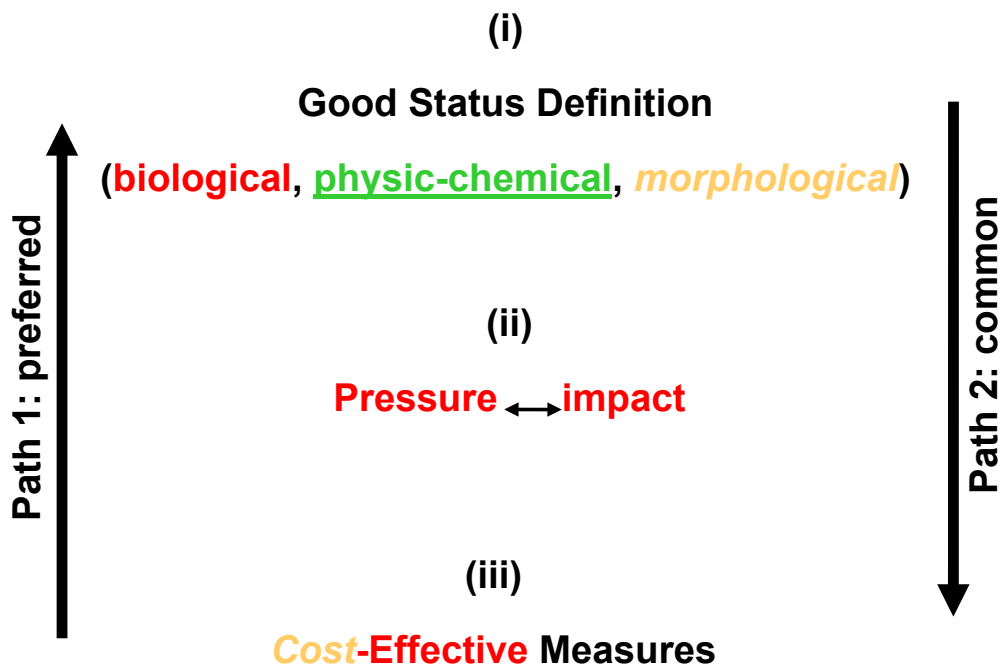 (i)
Good Status Definition
(biological, physic-chemical, morphological)
Path 1: preferred
Path 2: common
(ii)
Pressure impact
(iii)
Cost-Effective Measures